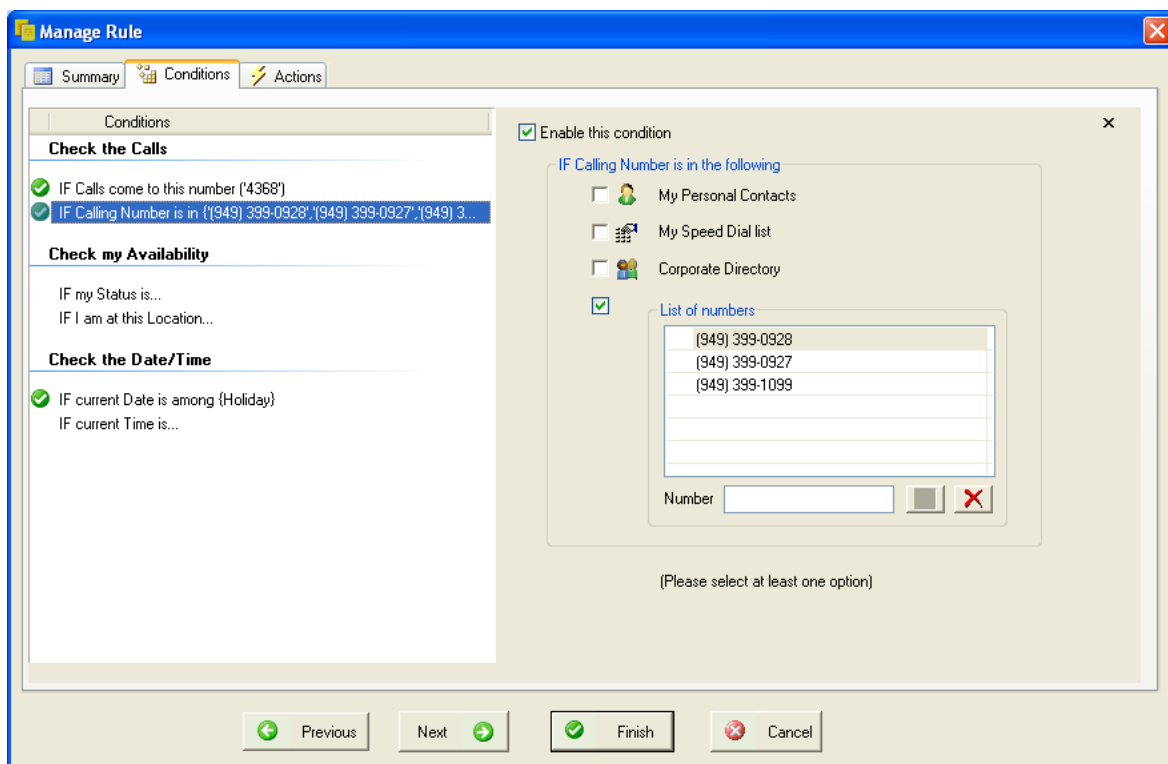 Manage Rule
Summary
Conditions
Actions
Conditions
Check the Calls
IF Calls come to this number ('4368')
IF Calling Number is in {'(949) 399-0928','(949) 399-0927','(949) 3...
Check my Availability
IF my Status is...
IF I am at this Location...
Check the Date/Time
IF current Date is among {Holiday}
IF current Time is...
Enable this condition
IF Calling Number is in the following
My Personal Contacts
My Speed Dial list
Corporate Directory
List of numbers
(949) 399-0928
(949) 399-0927
(949) 399-1099
Number
(Please select at least one option)
Previous
Next
Finish
Cancel